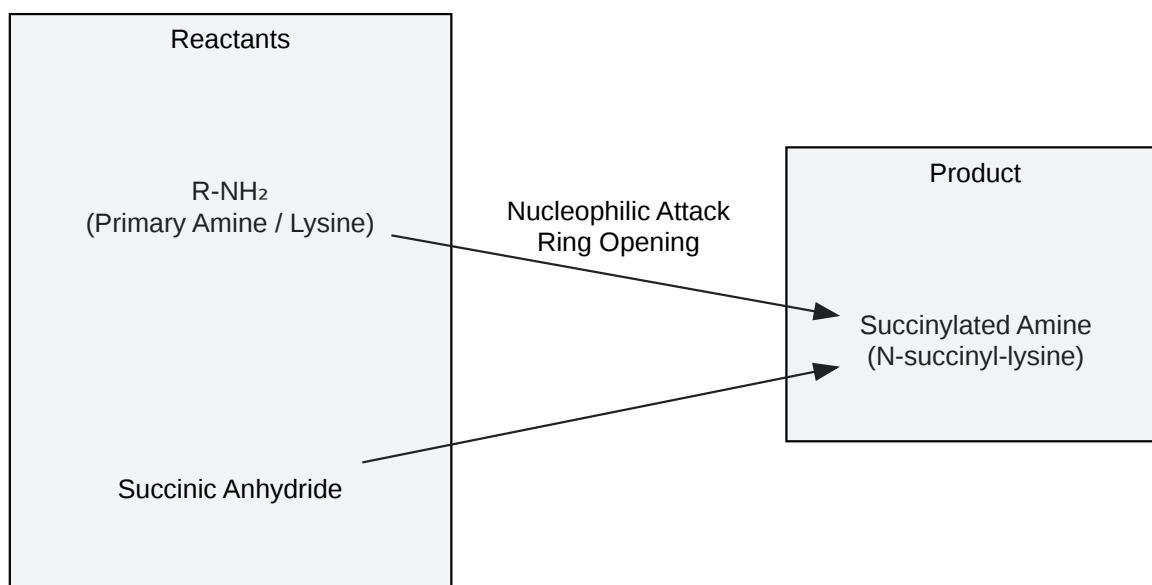 Reactants
R-NH₂
(Primary Amine / Lysine)
Nucleophilic Attack
Ring Opening
Product
Succinylated Amine
(N-succinyl-lysine)
Succinic Anhydride